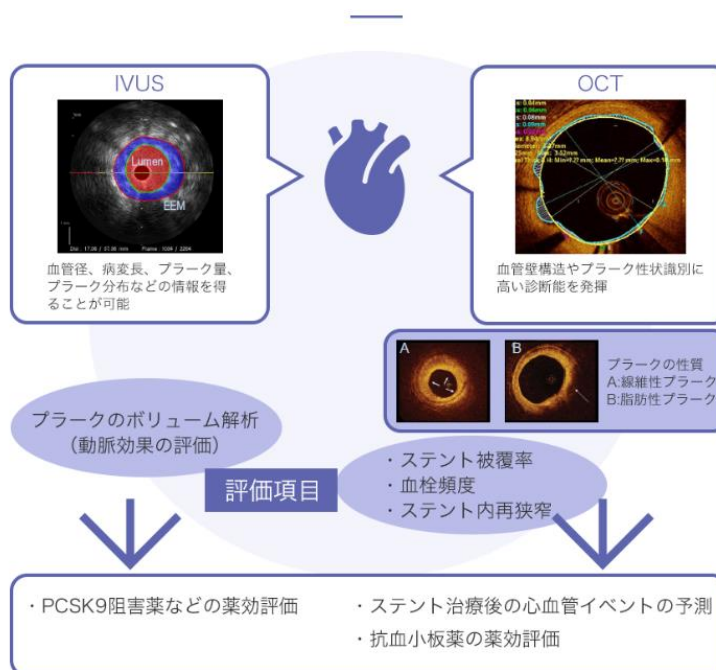 IVUS
Lumen
EEM
血管径、病変長、プラーク量、
プラーク分布などの情報を得
ることが可能
OCT
血管壁構造やプラーク性状識別に
高い診断能を発揮
A
B
プラークの性質
A:線維性プラーク
B:脂肪性プラーク
プラークのボリューム解析
（動脈効果の評価）
評価項目
・ステント被覆率
・血栓頻度
・ステント内再狭窄
・PCSK9阻害薬などの薬効評価
・ステント治療後の心血管イベントの予測
・抗血小板薬の薬効評価